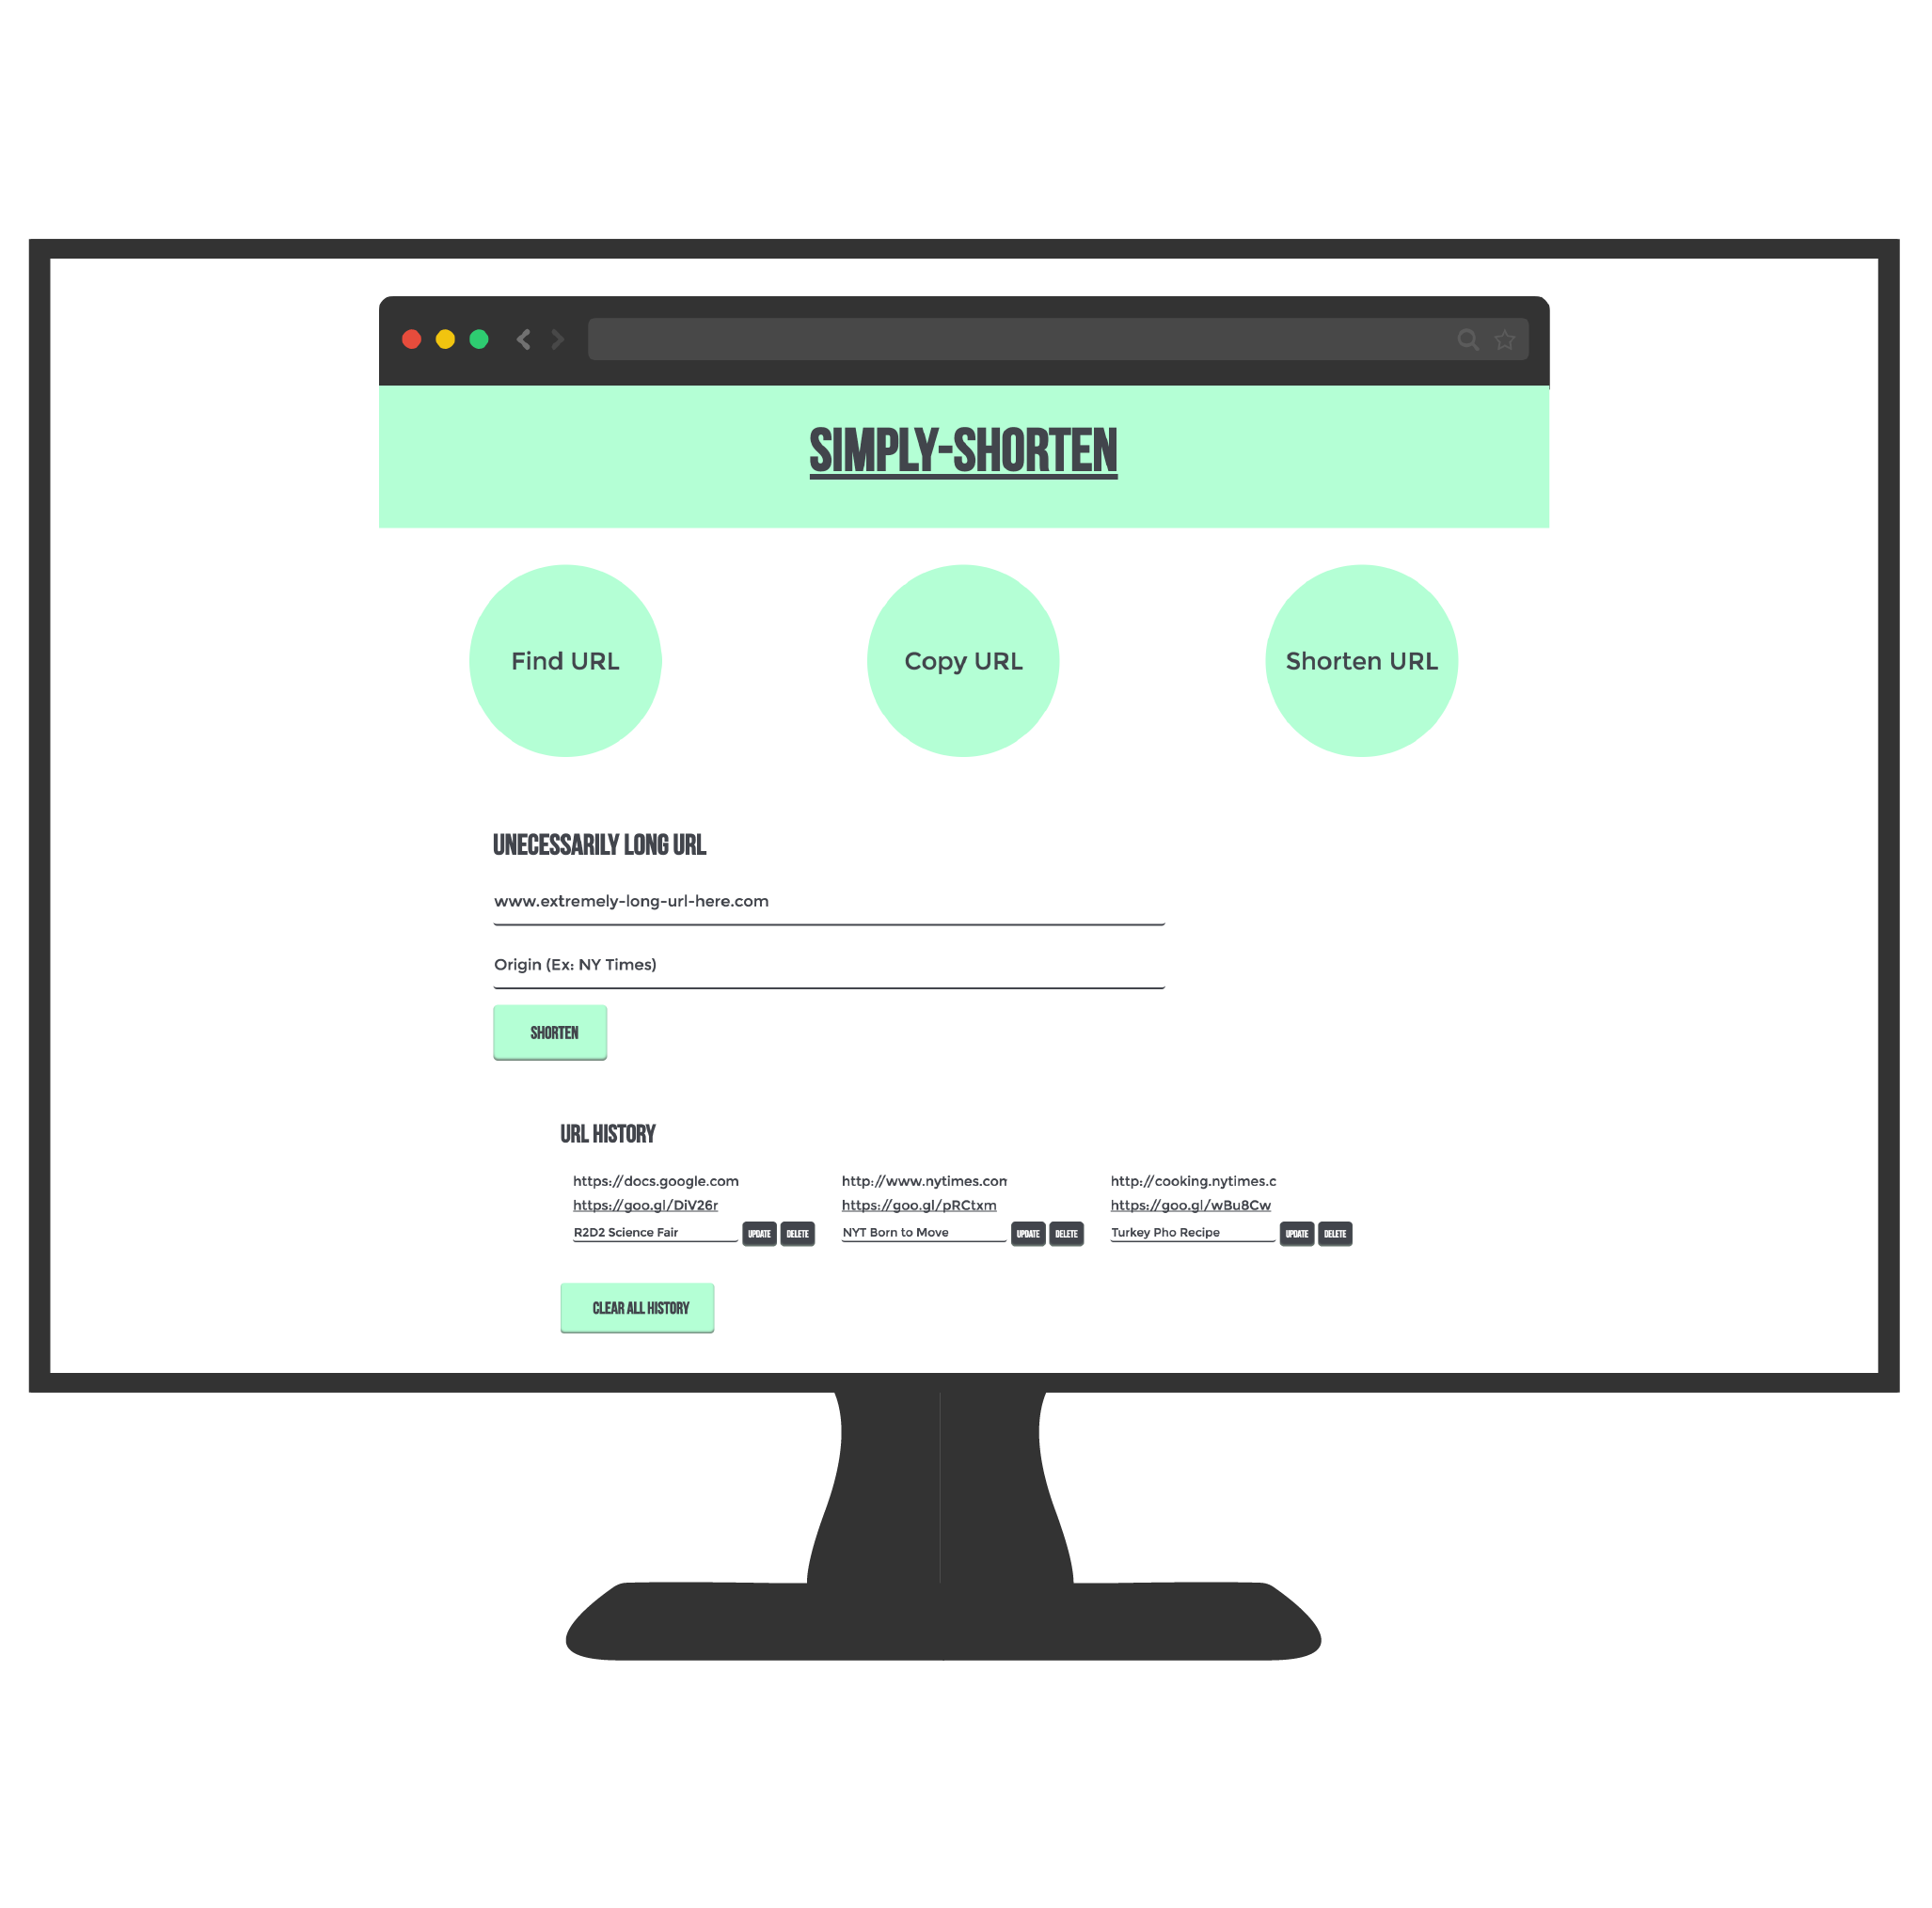 SIMPLY-SHORTEN
Find URL
Copy URL
Shorten URL
UNECESSARILY LONG URL
www.extremely-long-url-here.com
Origin (Ex: NY Times)
SHORTEN
URL HISTORY
https://docs.google.com
https://goo.gl/DiV26r
R2D2 Science Fair
UPDATE
DELETE
http://www.nytimes.com
https://goo.gl/pRCtxm
NYT Born to Move
UPDATE
DELETE
http://cooking.nytimes.c
https://goo.gl/wBu8Cw
Turkey Pho Recipe
UPDATE
DELETE
CLEAR ALL HISTORY